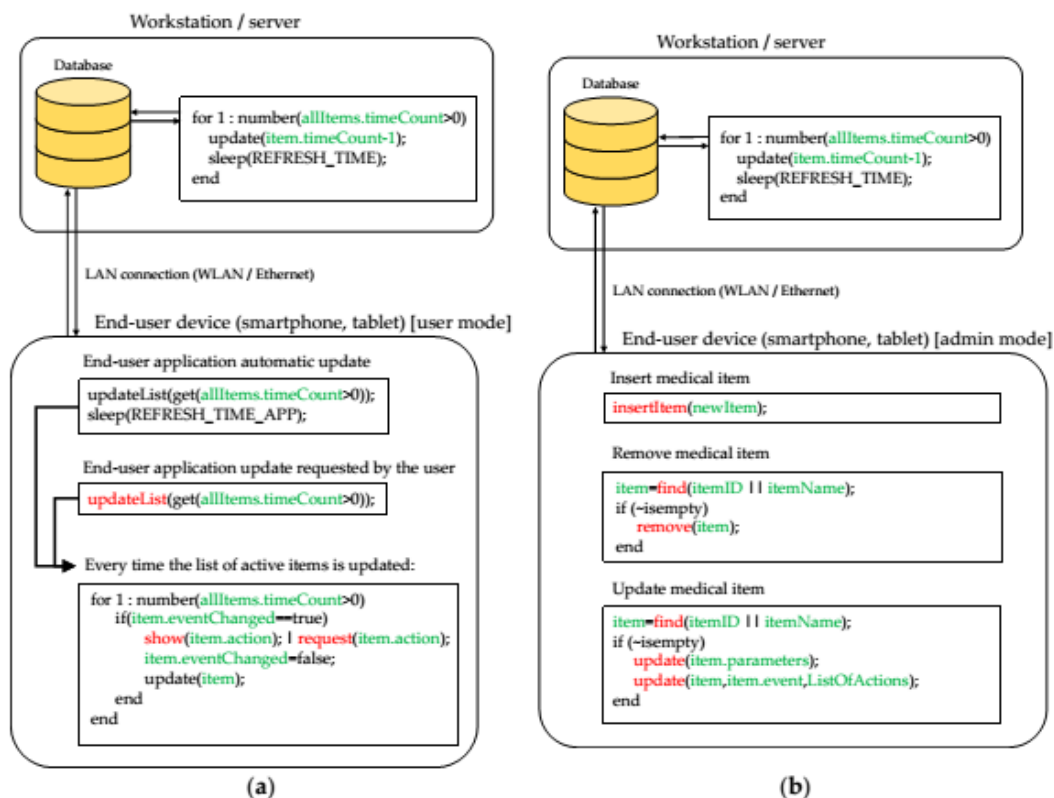 Workstation / server
Database
for 1 : number(allItems.timeCount>0)
update(item.timeCount-1);
sleep(REFRESH_TIME);
end
LAN connection (WLAN / Ethernet)
End-user device (smartphone, tablet) [user mode]
End-user application automatic update
updateList(get(allItems.timeCount>0));
sleep(REFRESH_TIME_APP);
End-user application update requested by the user
updateList(get(allItems.timeCount>0));
Every time the list of active items is updated:
for 1 : number(allItems.timeCount>0)
if(item.eventChanged==true)
show(item.action); | request(item.action);
item.eventChanged=false;
update(item);
end
end
(a)
Workstation / server
Database
for 1 : number(allItems.timeCount>0)
update(item.timeCount-1);
sleep(REFRESH_TIME);
end
LAN connection (WLAN / Ethernet)
End-user device (smartphone, tablet) [admin mode]
Insert medical item
insertItem(newItem);
Remove medical item
item=find(itemID || itemName);
if (~isempty)
remove(item);
end
Update medical item
item=find(itemID || itemName);
if (~isempty)
update(item.parameters);
update(item,item.event,ListOfActions);
end
(b)